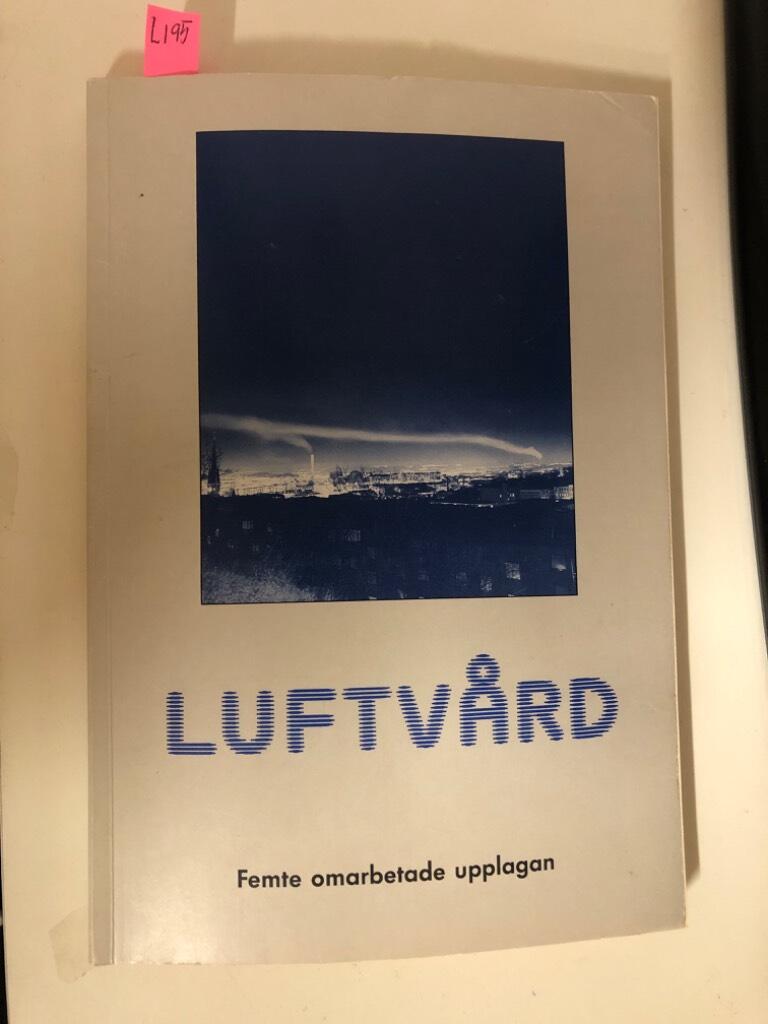 L195
LUFTVÅRD
Femte omarbetade upplagan